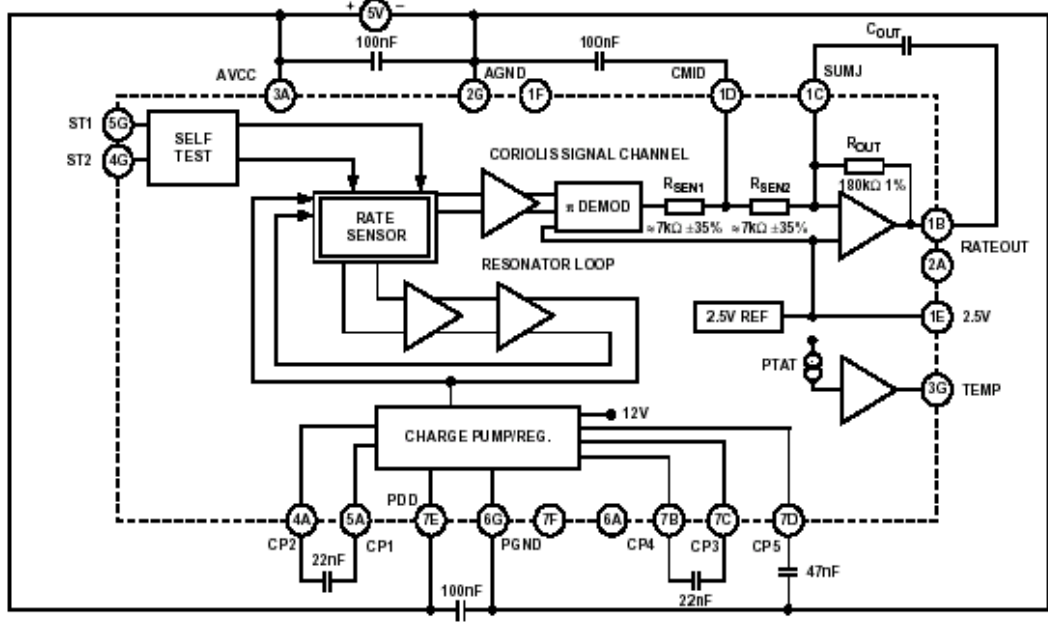 + 5V −
100nF
100nF
COUT
AVCC
AGND
CMID
SUMJ
3A
2G
1F
1D
1C
ST1
5G
ST2
4G
SELF
TEST
CORIOLIS SIGNAL CHANNEL
ROUT
180kΩ 1%
RATE
SENSOR
π DEMOD
RSEN1
RSEN2
≈7kΩ ±35%
≈7kΩ ±35%
1B
RATEOUT
2A
RESONATOR LOOP
2.5V REF
1E
2.5V
PTAT
3G
TEMP
12V
CHARGE PUMP/REG.
PDD
4A
5A
7E
6G
7F
6A
7B
7C
7D
CP2
CP1
PGND
CP4
CP3
CP5
22nF
47nF
100nF
22nF